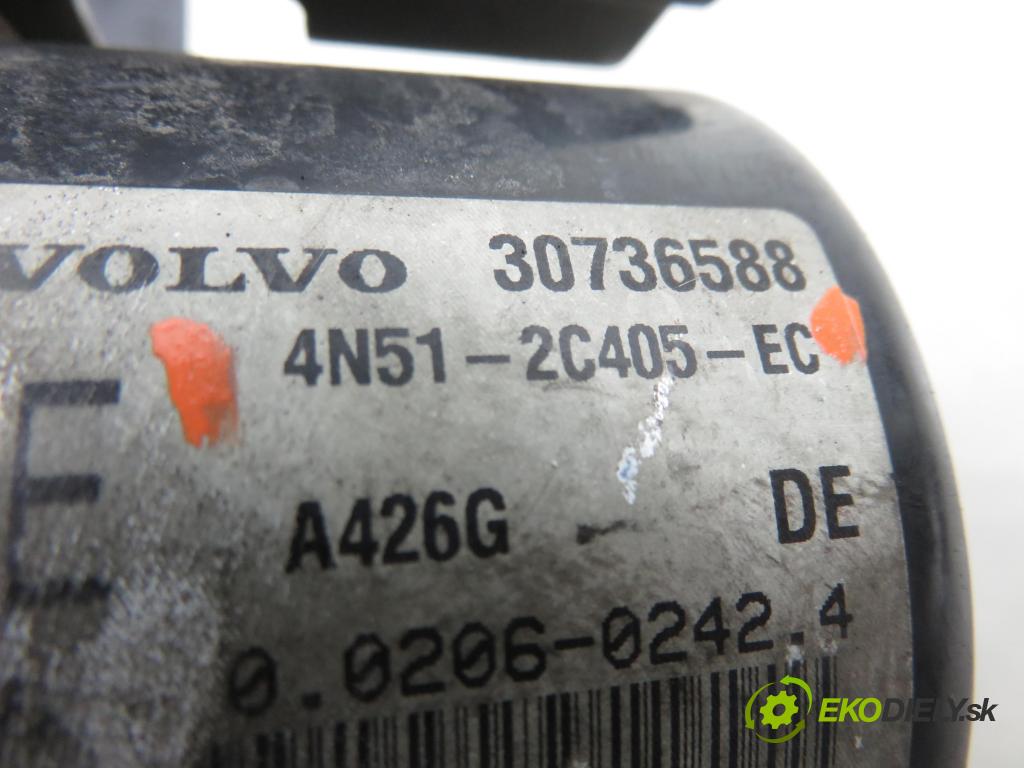 VOLVO 30736588
4N51-2C405-EC
E
A426G DE
0.0206-0242.4
EKODIELY.sk